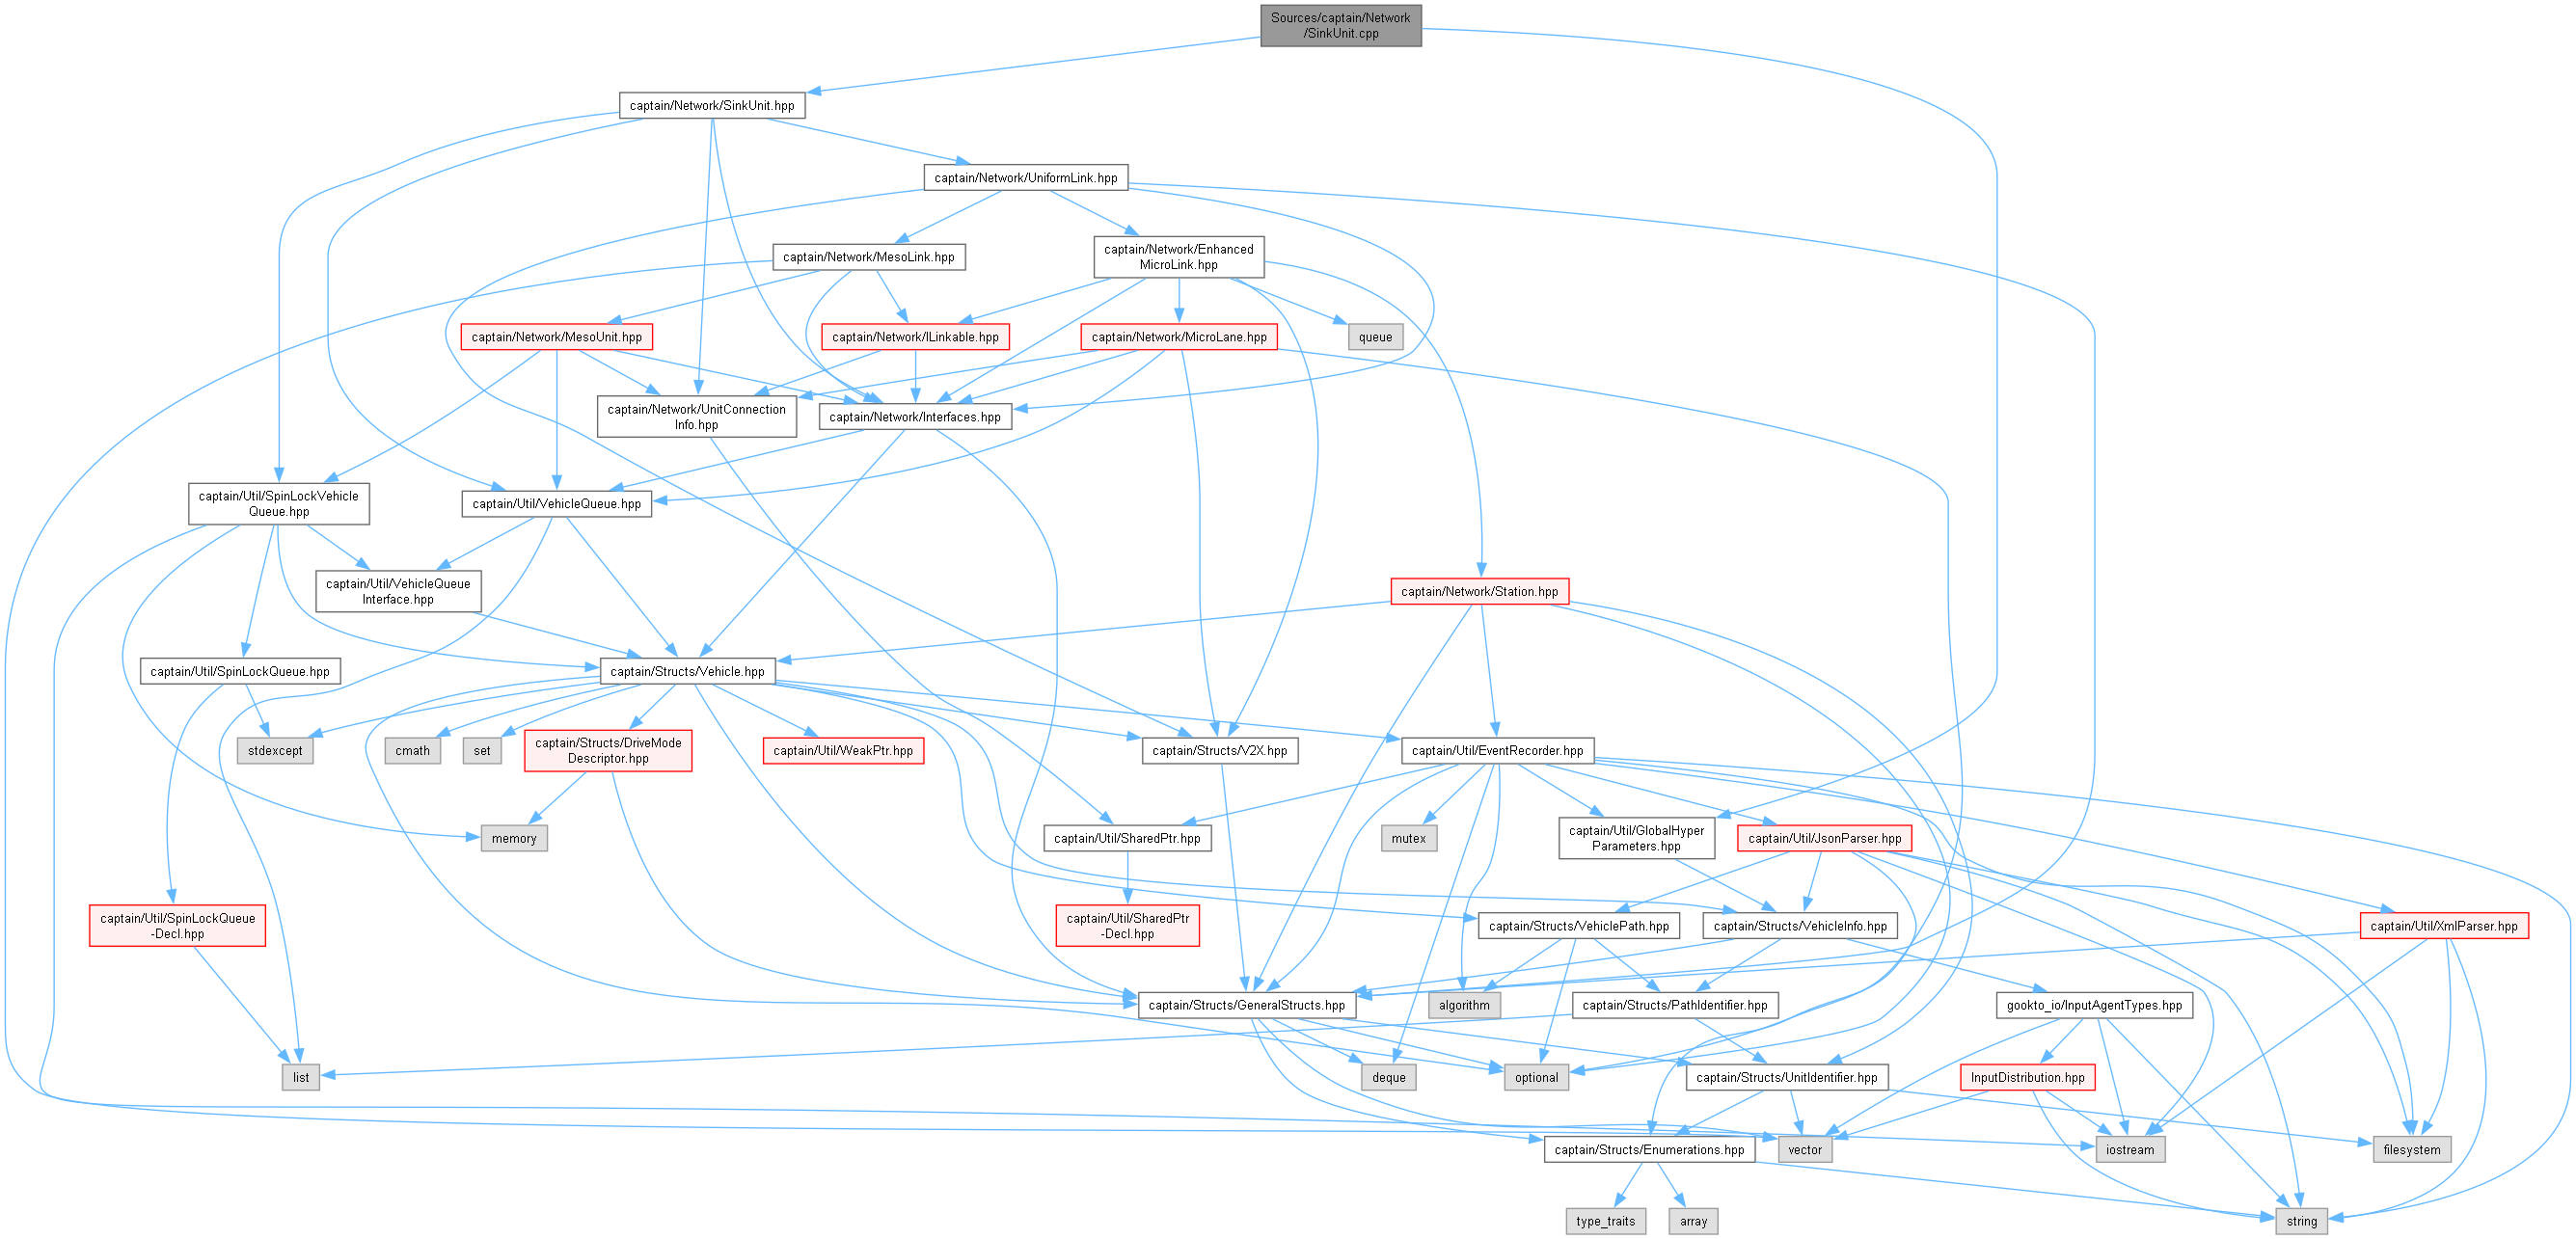 Sources/captain/Network
/SinkUnit.cpp
captain/Network/SinkUnit.hpp
captain/Network/UniformLink.hpp
captain/Network/MesoLink.hpp
captain/Network/Enhanced
MicroLink.hpp
captain/Network/MesoUnit.hpp
captain/Network/ILinkable.hpp
captain/Network/MicroLane.hpp
queue
captain/Network/UnitConnection
Info.hpp
captain/Network/Interfaces.hpp
captain/Util/SpinLockVehicle
Queue.hpp
captain/Util/VehicleQueue.hpp
captain/Util/VehicleQueue
Interface.hpp
captain/Network/Station.hpp
captain/Util/SpinLockQueue.hpp
captain/Structs/Vehicle.hpp
stdexcept
cmath
set
captain/Structs/DriveMode
Descriptor.hpp
captain/Util/WeakPtr.hpp
captain/Structs/V2X.hpp
captain/Util/EventRecorder.hpp
memory
captain/Util/SharedPtr.hpp
mutex
captain/Util/GlobalHyper
Parameters.hpp
captain/Util/JsonParser.hpp
captain/Util/SpinLockQueue
-Decl.hpp
captain/Util/SharedPtr
-Decl.hpp
captain/Structs/VehiclePath.hpp
captain/Structs/VehicleInfo.hpp
captain/Util/XmlParser.hpp
captain/Structs/GeneralStructs.hpp
algorithm
captain/Structs/PathIdentifier.hpp
gookto_io/InputAgentTypes.hpp
list
deque
optional
captain/Structs/UnitIdentifier.hpp
InputDistribution.hpp
captain/Structs/Enumerations.hpp
vector
iostream
filesystem
type_traits
array
string